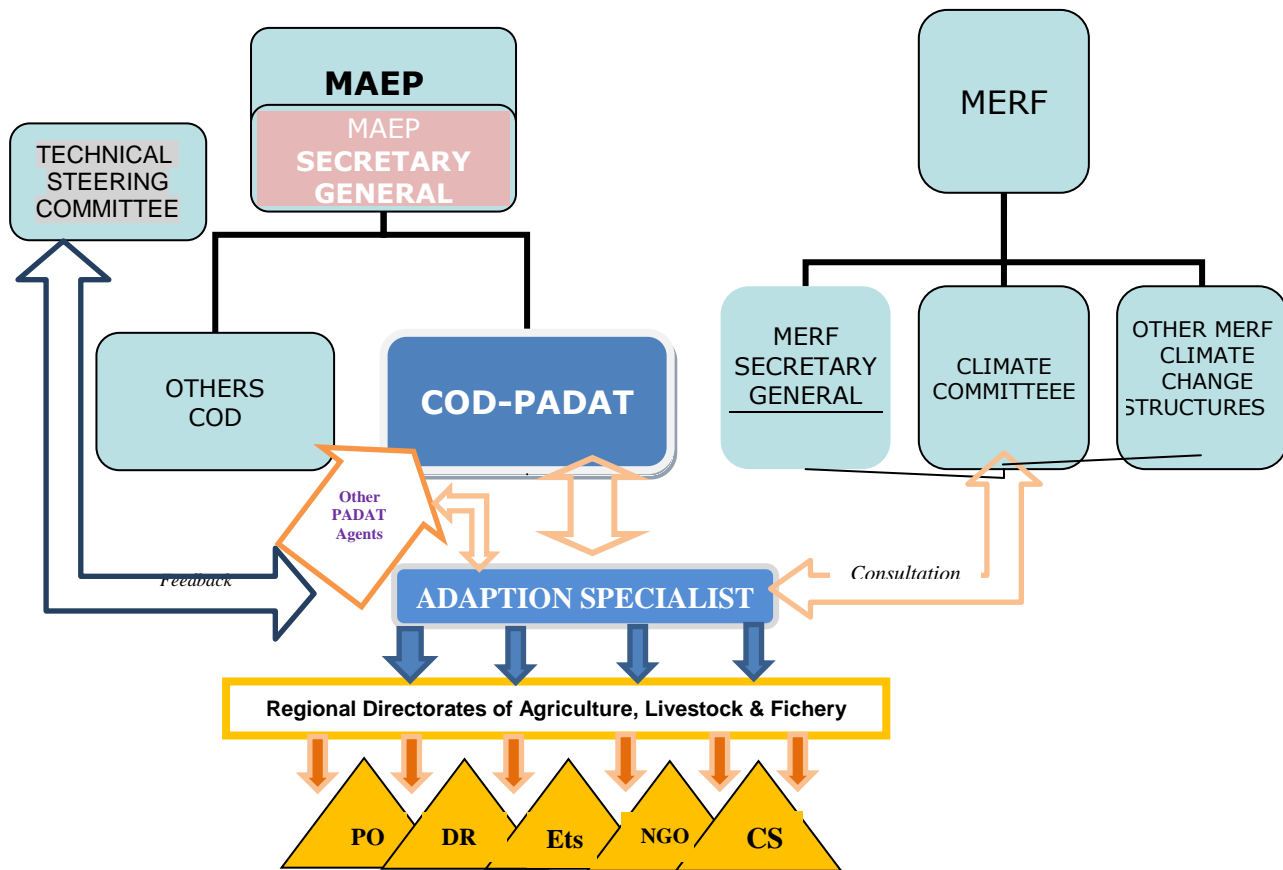 MAEP
MAEP
SECRETARY
GENERAL
MERF
TECHNICAL
STEERING
COMMITTEE
OTHERS
COD
COD-PADAT
MERF
SECRETARY
GENERAL
CLIMATE
COMMITTEEE
OTHER MERF
CLIMATE
CHANGE
STRUCTURES
Other
PADAT
Agents
Feedback
Consultation
ADAPTION SPECIALIST
Regional Directorates of Agriculture, Livestock & Fichery
PO
DR
Ets
NGO
CS